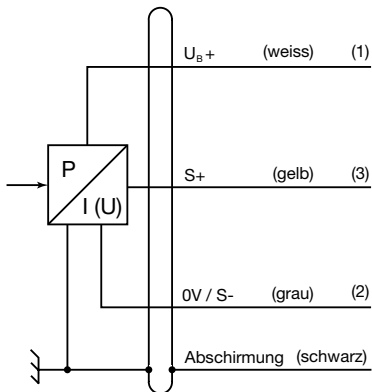 U_B+ (weiss) (1)
P
I (U)
S+ (gelb) (3)
0V / S- (grau) (2)
Abschirmung (schwarz)